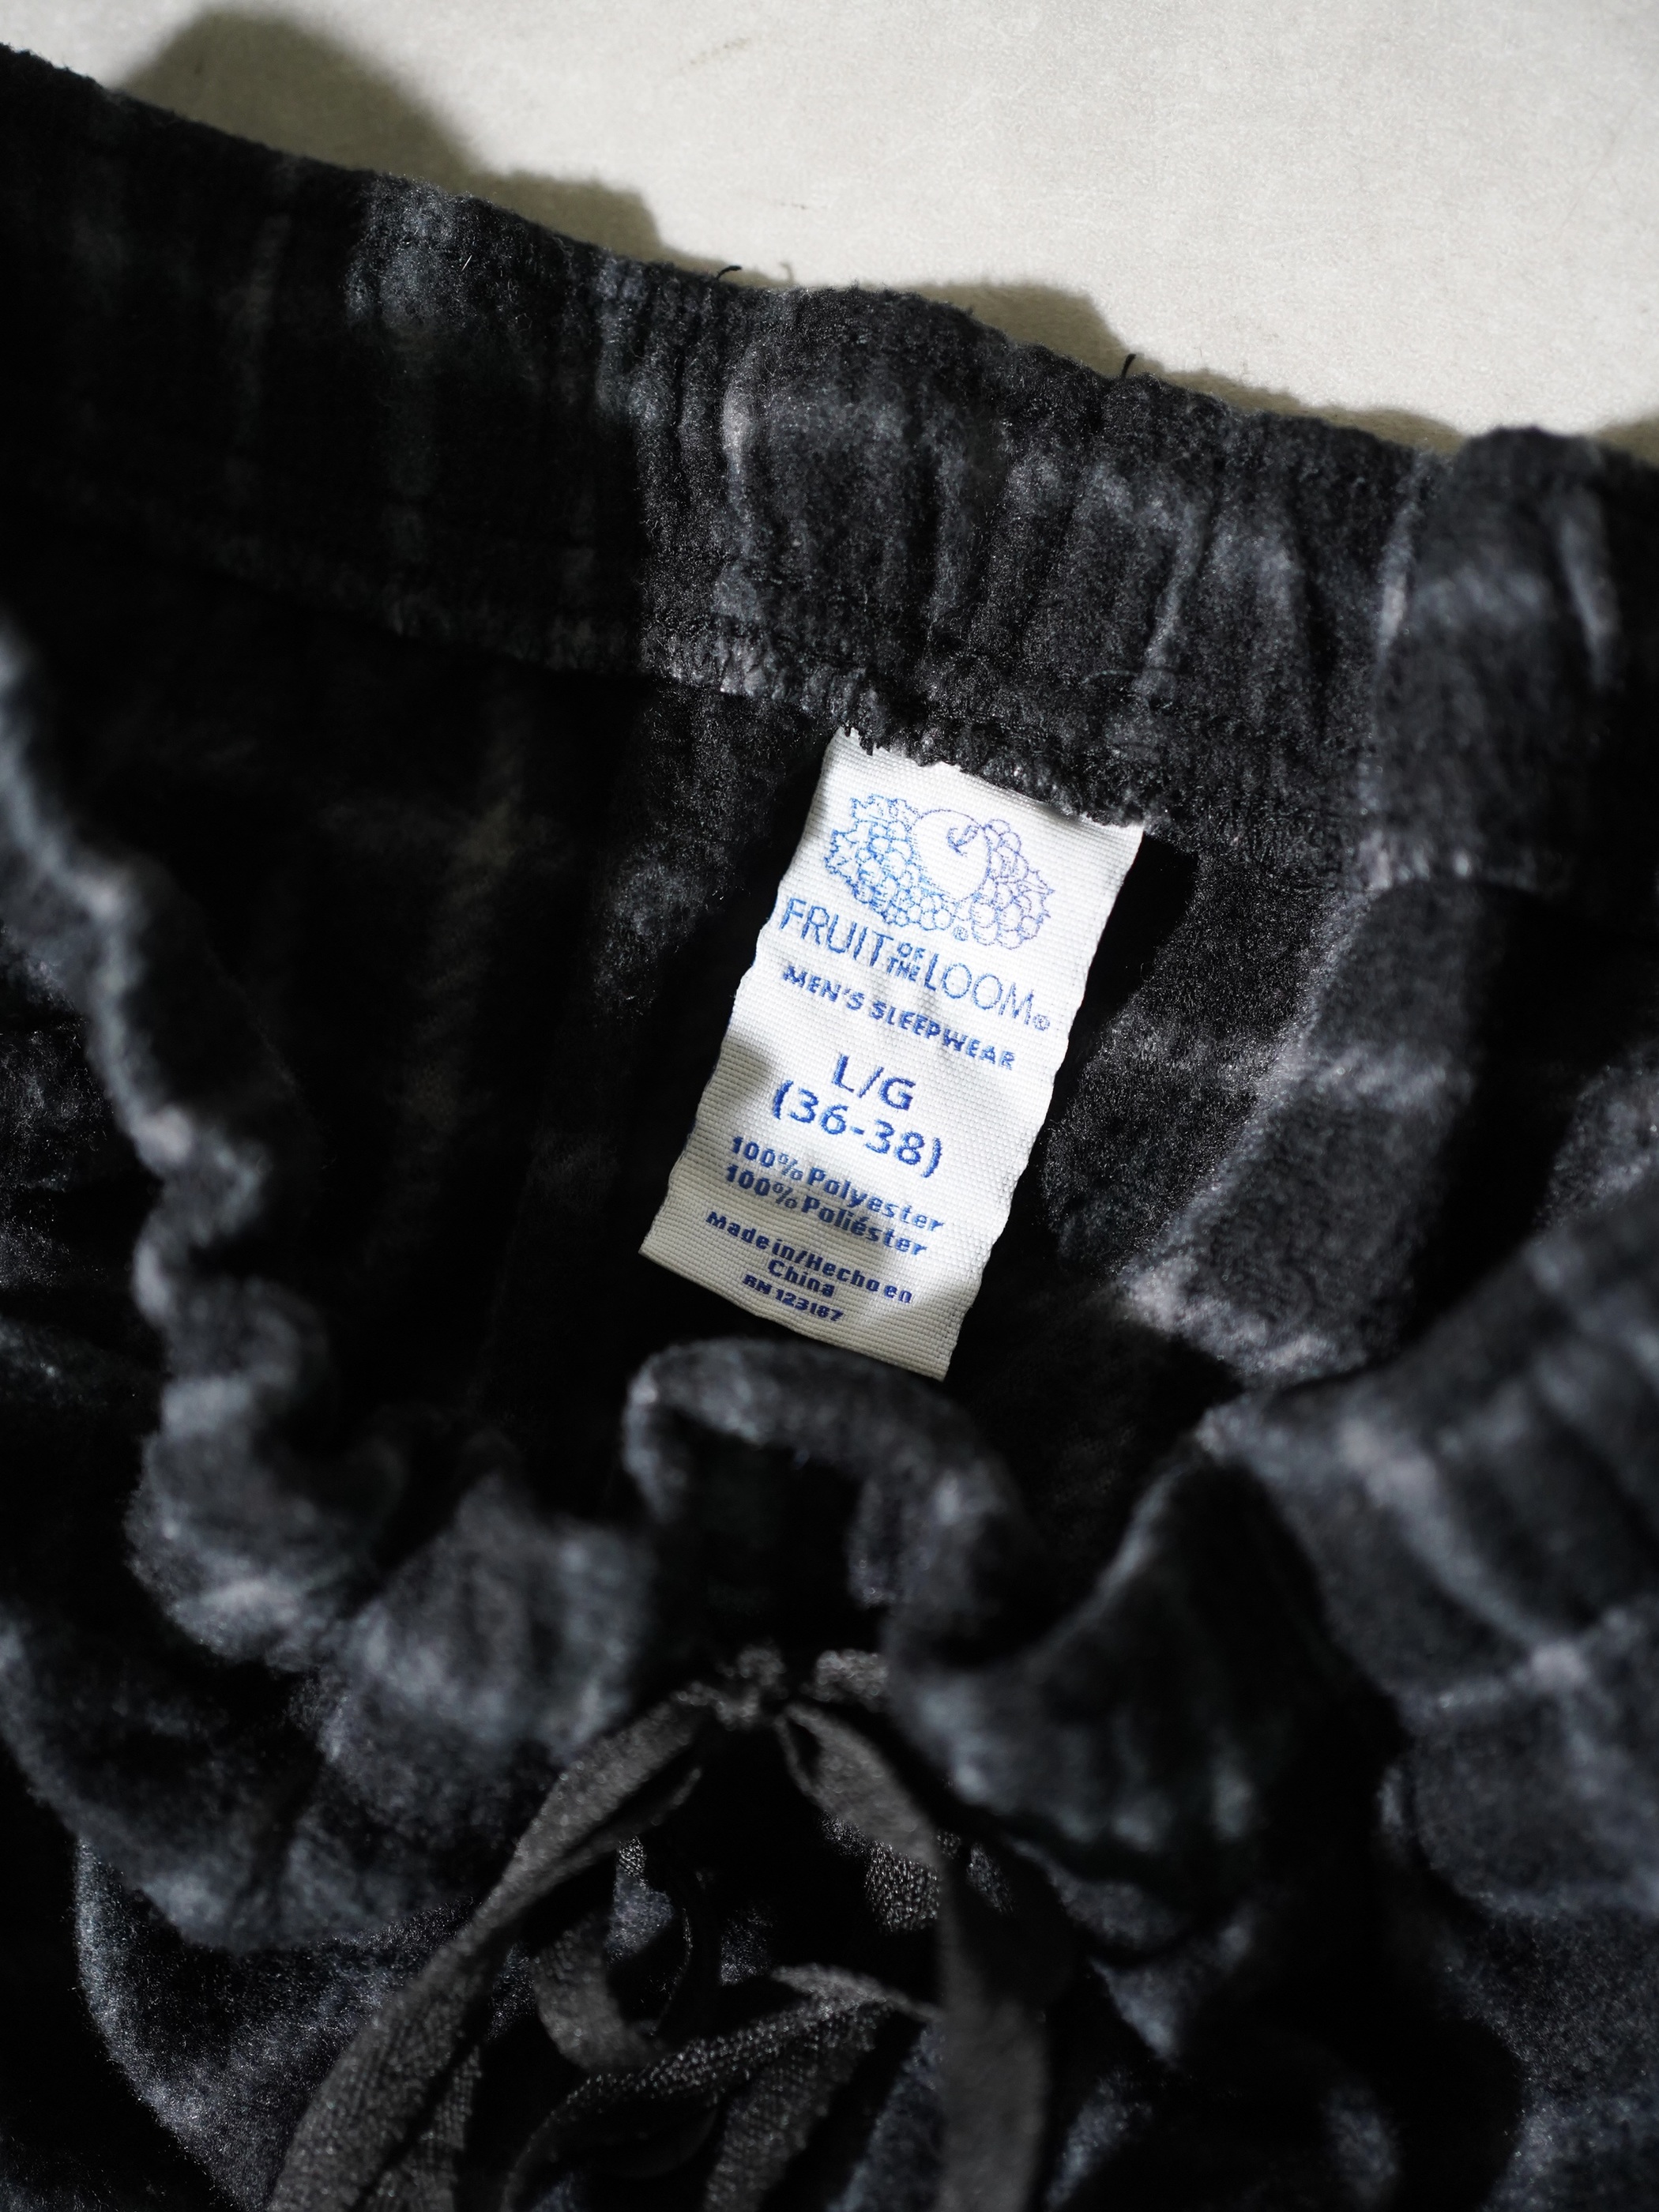 FRUIT OF THE LOOM®
MEN'S SLEEPWEAR
L/G
(36-38)
100% Polyester
100% Poliéster
Made in/Hecho en
China
RN 123187